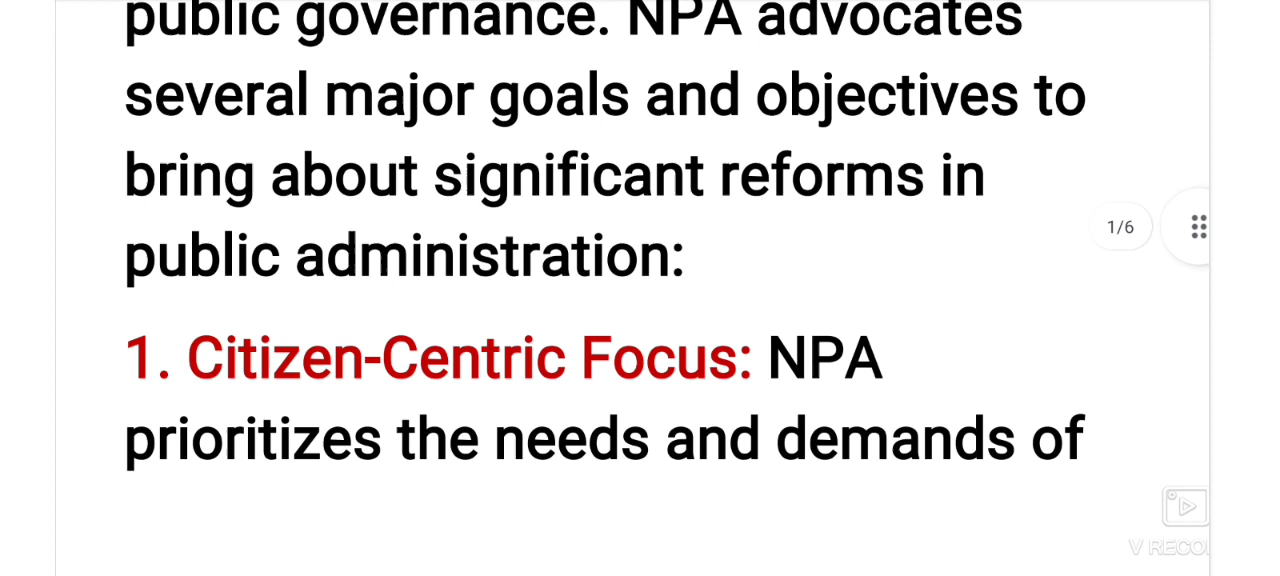 public governance. NPA advocates
several major goals and objectives to
bring about significant reforms in
public administration:
1/6
1. Citizen-Centric Focus: NPA
prioritizes the needs and demands of
V RECO